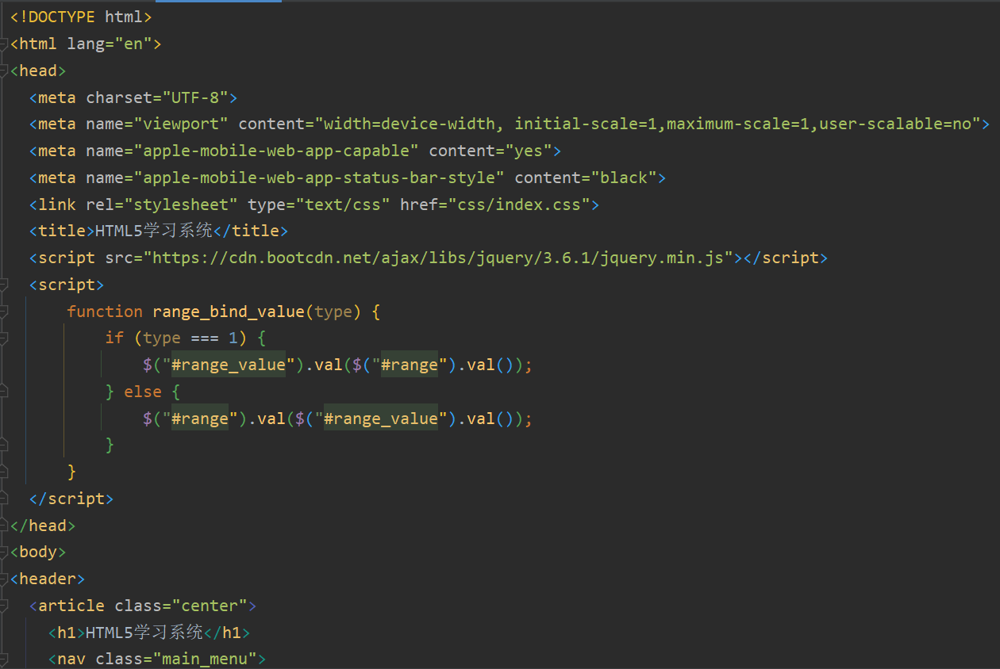 <!DOCTYPE html>
<html lang="en">
<head>
  <meta charset="UTF-8">
  <meta name="viewport" content="width=device-width, initial-scale=1,maximum-scale=1,user-scalable=no">
  <meta name="apple-mobile-web-app-capable" content="yes">
  <meta name="apple-mobile-web-app-status-bar-style" content="black">
  <link rel="stylesheet" type="text/css" href="css/index.css">
  <title>HTML5学习系统</title>
  <script src="https://cdn.bootcdn.net/ajax/libs/jquery/3.6.1/jquery.min.js"></script>
  <script>
      function range_bind_value(type) {
          if (type === 1) {
              $("#range_value").val($("#range").val());
          } else {
              $("#range").val($("#range_value").val());
          }
      }
  </script>
</head>
<body>
<header>
  <article class="center">
    <h1>HTML5学习系统</h1>
    <nav class="main_menu">